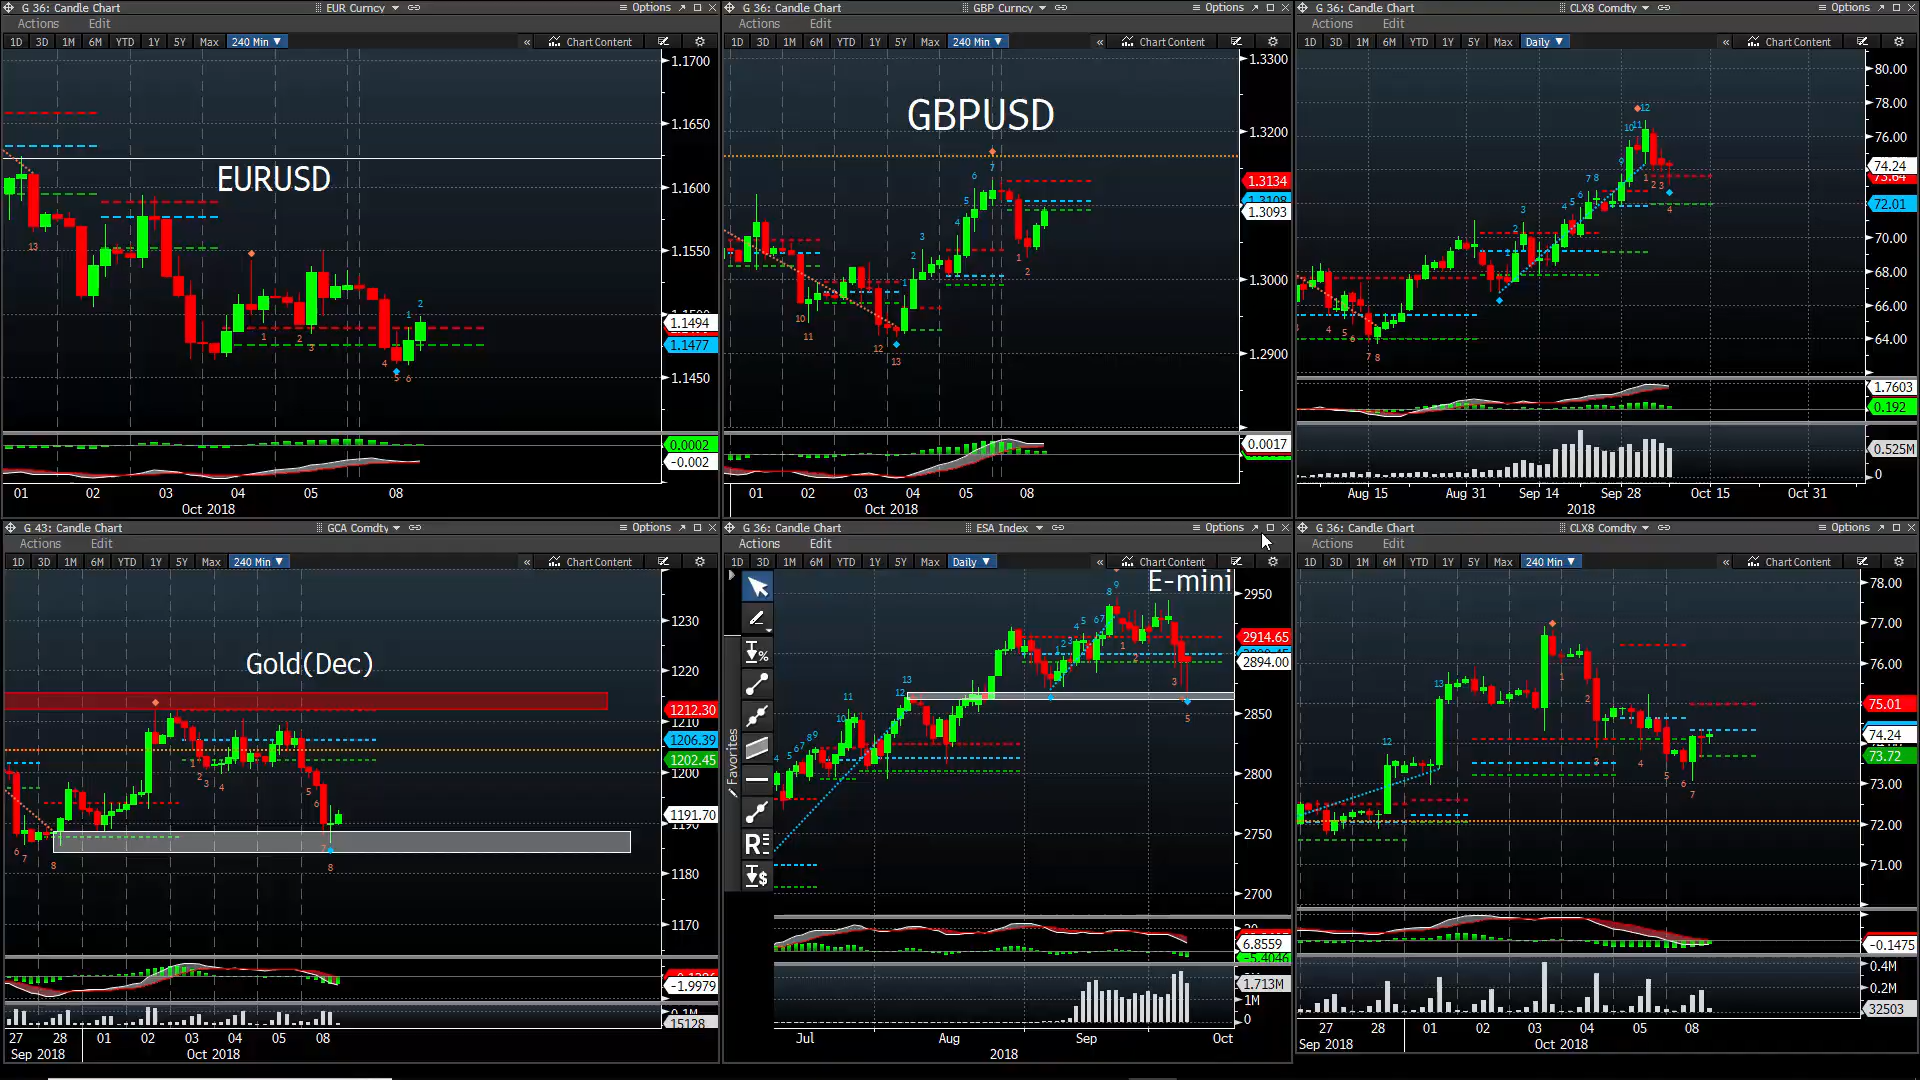 G 36: Candle Chart EUR Curncy Options
Actions Edit
1D 3D 1M 6M YTD 1Y 5Y Max 240 Min ▼ « Chart Content
EURUSD
1.1700
1.1650
1.1600
1.1550
1.1494
1.1477
1.1450
0.0002
-0.002
01 02 03 04 05 08
Oct 2018
G 36: Candle Chart GBP Curncy Options
Actions Edit
1D 3D 1M 6M YTD 1Y 5Y Max 240 Min ▼ « Chart Content
GBPUSD
1.3300
1.3200
1.3134
1.3093
1.3000
1.2900
0.0017
01 02 03 04 05 08
Oct 2018
G 36: Candle Chart CLX8 Comdty Options
Actions Edit
1D 3D 1M 6M YTD 1Y 5Y Max Daily ▼ « Chart Content
80.00
78.00
76.00
74.24
72.01
70.00
68.00
66.00
64.00
1.7603
0.192
0.525M
0
Aug 15 Aug 31 Sep 14 Sep 28 Oct 15 Oct 31
2018
G 43: Candle Chart GCA Comdty Options
Actions Edit
1D 3D 1M 6M YTD 1Y 5Y Max 240 Min ▼ « Chart Content
Gold(Dec)
1230
1220
1212.30
1210
1206.39
1202.45
1200
1191.70
1180
1170
-1.9979
15128
27 28 01 02 03 04 05 08
Sep 2018 Oct 2018
G 36: Candle Chart ESA Index Options
Actions Edit
1D 3D 1M 6M YTD 1Y 5Y Max Daily ▼ « Chart Content
E-mini
Favorites
2950
2914.65
2894.00
2850
2800
2750
2700
6.8559
-5.4046
1.713M
1M
0
Jul Aug Sep Oct
2018
G 36: Candle Chart CLX8 Comdty Options
Actions Edit
1D 3D 1M 6M YTD 1Y 5Y Max 240 Min ▼ « Chart Content
78.00
77.00
76.00
75.01
74.24
73.72
73.00
72.00
71.00
-0.1475
0.4M
0.2M
32503
27 28 01 02 03 04 05 08
Sep 2018 Oct 2018